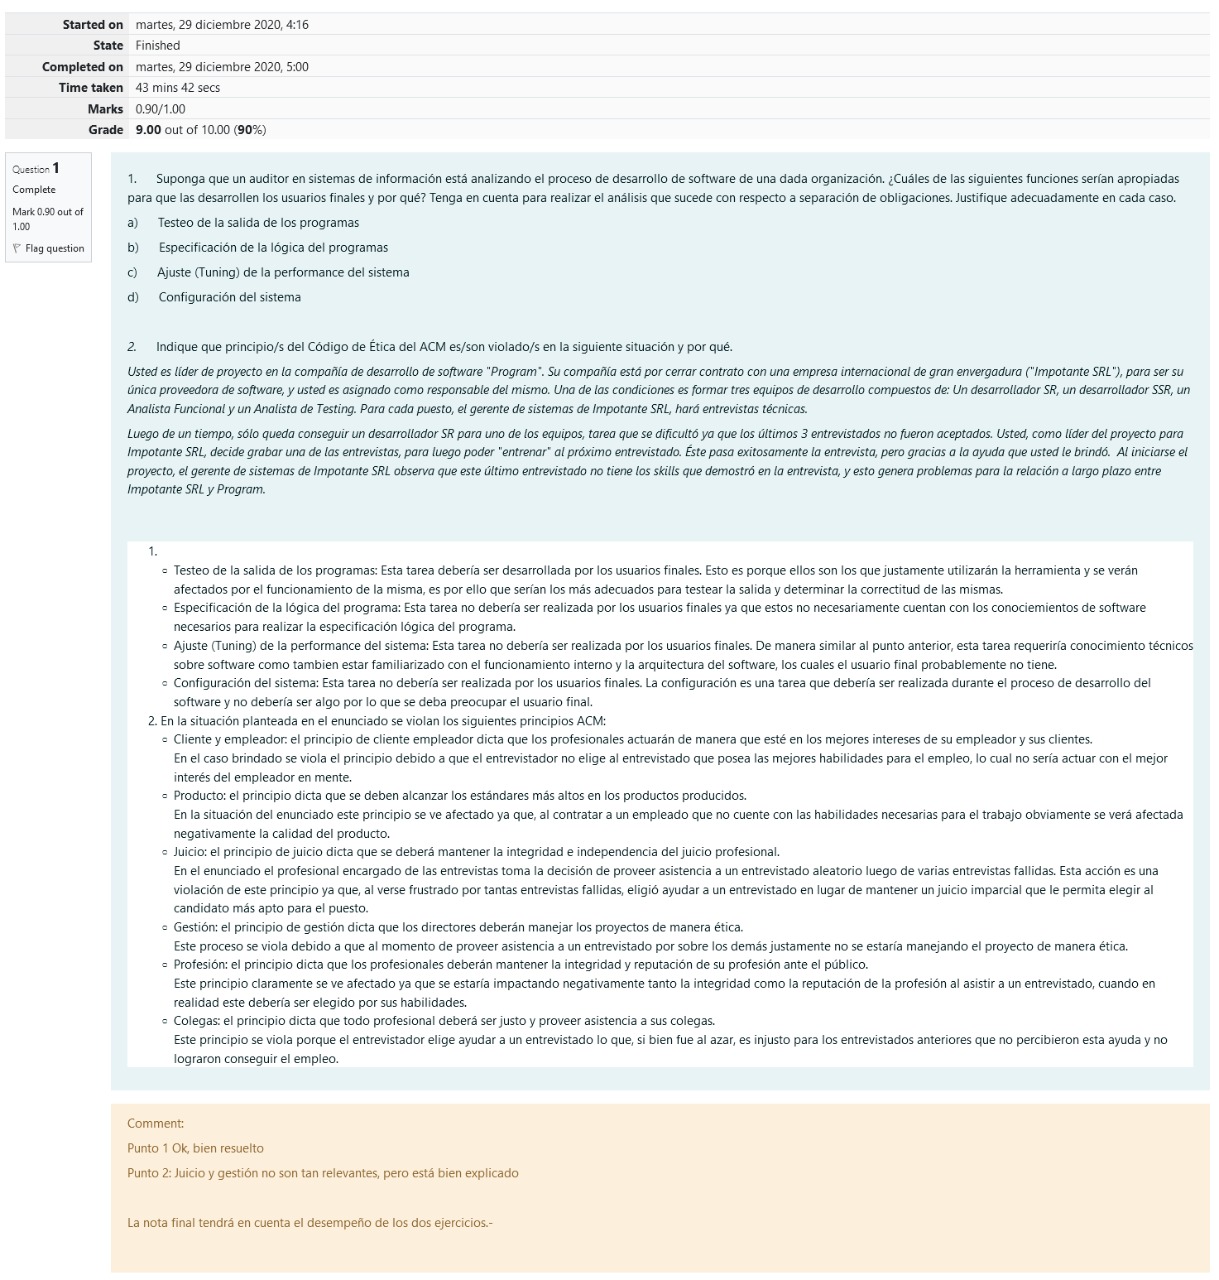 Started on martes, 29 diciembre 2020, 4:16
State Finished
Completed on martes, 29 diciembre 2020, 5:00
Time taken 43 mins 42 secs
Marks 0.90/1.00
Grade 9.00 out of 10.00 (90%)
Question 1
Complete
Mark 0.90 out of
1.00
Flag question
1. Suponga que un auditor en sistemas de información está analizando el proceso de desarrollo de software de una dada organización. ¿Cuáles de las siguientes funciones serían apropiadas
para que las desarrollen los usuarios finales y por qué? Tenga en cuenta para realizar el análisis que sucede con respecto a separación de obligaciones. Justifique adecuadamente en cada caso.
a) Testeo de la salida de los programas
b) Especificación de la lógica del programas
c) Ajuste (Tuning) de la performance del sistema
d) Configuración del sistema
2. Indique que principio/s del Código de Ética del ACM es/son violado/s en la siguiente situación y por qué.
Usted es líder de proyecto en la compañía de desarrollo de software "Program". Su compañía está por cerrar contrato con una empresa internacional de gran envergadura ("Impotante SRL"), para ser su
única proveedora de software, y usted es asignado como responsable del mismo. Una de las condiciones es formar tres equipos de desarrollo compuestos de: Un desarrollador SR, un desarrollador SSR, un
Analista Funcional y un Analista de Testing. Para cada puesto, el gerente de sistemas de Impotante SRL, hará entrevistas técnicas.
Luego de un tiempo, sólo queda conseguir un desarrollador SR para uno de los equipos, tarea que se dificultó ya que los últimos 3 entrevistados no fueron aceptados. Usted, como líder del proyecto para
Impotante SRL, decide grabar una de las entrevistas, para luego poder "entrenar" al próximo entrevistado. Éste pasa exitosamente la entrevista, pero gracias a la ayuda que usted le brindó. Al iniciarse el
proyecto, el gerente de sistemas de Impotante SRL observa que este último entrevistado no tiene los skills que demostró en la entrevista, y esto genera problemas para la relación a largo plazo entre
Impotante SRL y Program.
1.
Testeo de la salida de los programas: Esta tarea debería ser desarrollada por los usuarios finales. Esto es porque ellos son los que justamente utilizarán la herramienta y se verán
afectados por el funcionamiento de la misma, es por ello que serían los más adecuados para testear la salida y determinar la correctitud de las mismas.
Especificación de la lógica del programa: Esta tarea no debería ser realizada por los usuarios finales ya que estos no necesariamente cuentan con los conociemientos de software
necesarios para realizar la especificación lógica del programa.
Ajuste (Tuning) de la performance del sistema: Esta tarea no debería ser realizada por los usuarios finales. De manera similar al punto anterior, esta tarea requeriría conocimiento técnicos
sobre software como tambien estar familiarizado con el funcionamiento interno y la arquitectura del software, los cuales el usuario final probablemente no tiene.
Configuración del sistema: Esta tarea no debería ser realizada por los usuarios finales. La configuración es una tarea que debería ser realizada durante el proceso de desarrollo del
software y no debería ser algo por lo que se deba preocupar el usuario final.
2. En la situación planteada en el enunciado se violan los siguientes principios ACM:
Cliente y empleador: el principio de cliente empleador dicta que los profesionales actuarán de manera que esté en los mejores intereses de su empleador y sus clientes.
En el caso brindado se viola el principio debido a que el entrevistador no elige al entrevistado que posea las mejores habilidades para el empleo, lo cual no sería actuar con el mejor
interés del empleador en mente.
Producto: el principio dicta que se deben alcanzar los estándares más altos en los productos producidos.
En la situación del enunciado este principio se ve afectado ya que, al contratar a un empleado que no cuente con las habilidades necesarias para el trabajo obviamente se verá afectada
negativamente la calidad del producto.
Juicio: el principio de juicio dicta que se deberá mantener la integridad e independencia del juicio profesional.
En el enunciado el profesional encargado de las entrevistas toma la decisión de proveer asistencia a un entrevistado aleatorio luego de varias entrevistas fallidas. Esta acción es una
violación de este principio ya que, al verse frustrado por tantas entrevistas fallidas, eligió ayudar a un entrevistado en lugar de mantener un juicio imparcial que le permita elegir al
candidato más apto para el puesto.
Gestión: el principio de gestión dicta que los directores deberán manejar los proyectos de manera ética.
Este proceso se viola debido a que al momento de proveer asistencia a un entrevistado por sobre los demás justamente no se estaría manejando el proyecto de manera ética.
Profesión: el principio dicta que los profesionales deberán mantener la integridad y reputación de su profesión ante el público.
Este principio claramente se ve afectado ya que se estaría impactando negativamente tanto la integridad como la reputación de la profesión al asistir a un entrevistado, cuando en
realidad este debería ser elegido por sus habilidades.
Colegas: el principio dicta que todo profesional deberá ser justo y proveer asistencia a sus colegas.
Este principio se viola porque el entrevistador elige ayudar a un entrevistado lo que, si bien fue al azar, es injusto para los entrevistados anteriores que no percibieron esta ayuda y no
lograron conseguir el empleo.
Comment:
Punto 1 Ok, bien resuelto
Punto 2: Juicio y gestión no son tan relevantes, pero está bien explicado
La nota final tendrá en cuenta el desempeño de los dos ejercicios.-